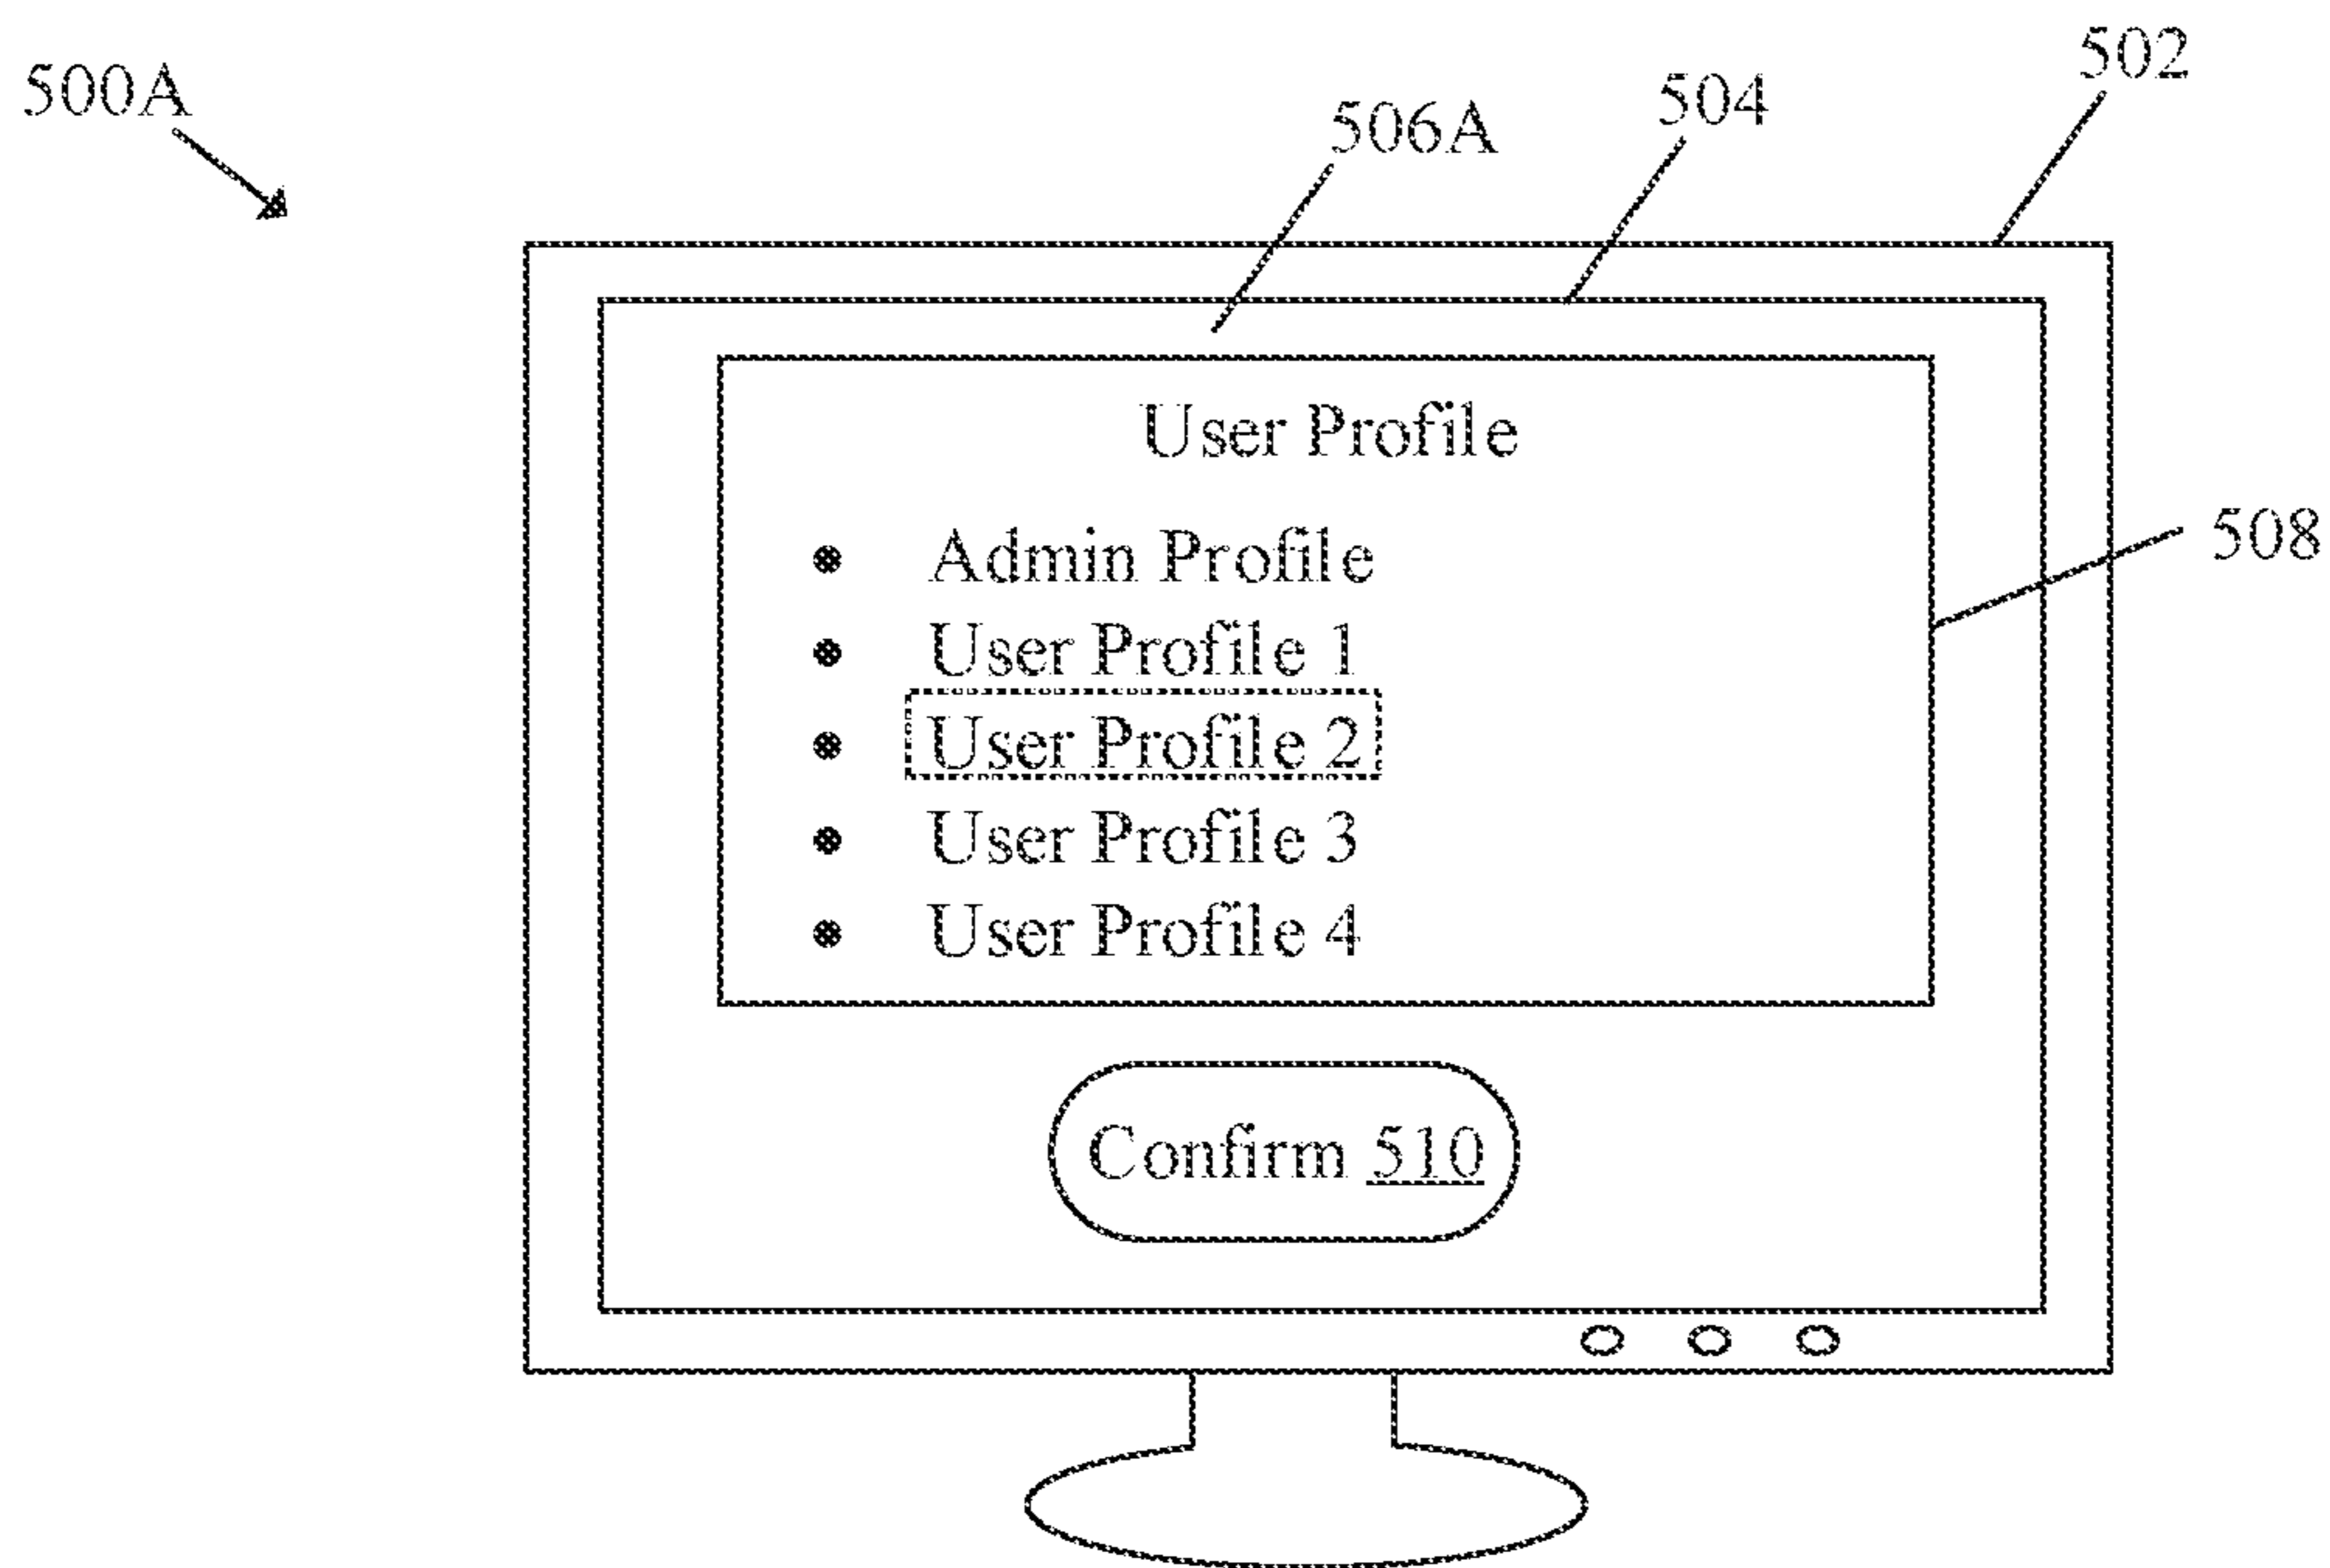 502
504
500A
506A
User Profile
508
• Admin Profile
• User Profile 1
• User Profile 2
• User Profile 3
• User Profile 4
Confirm 510